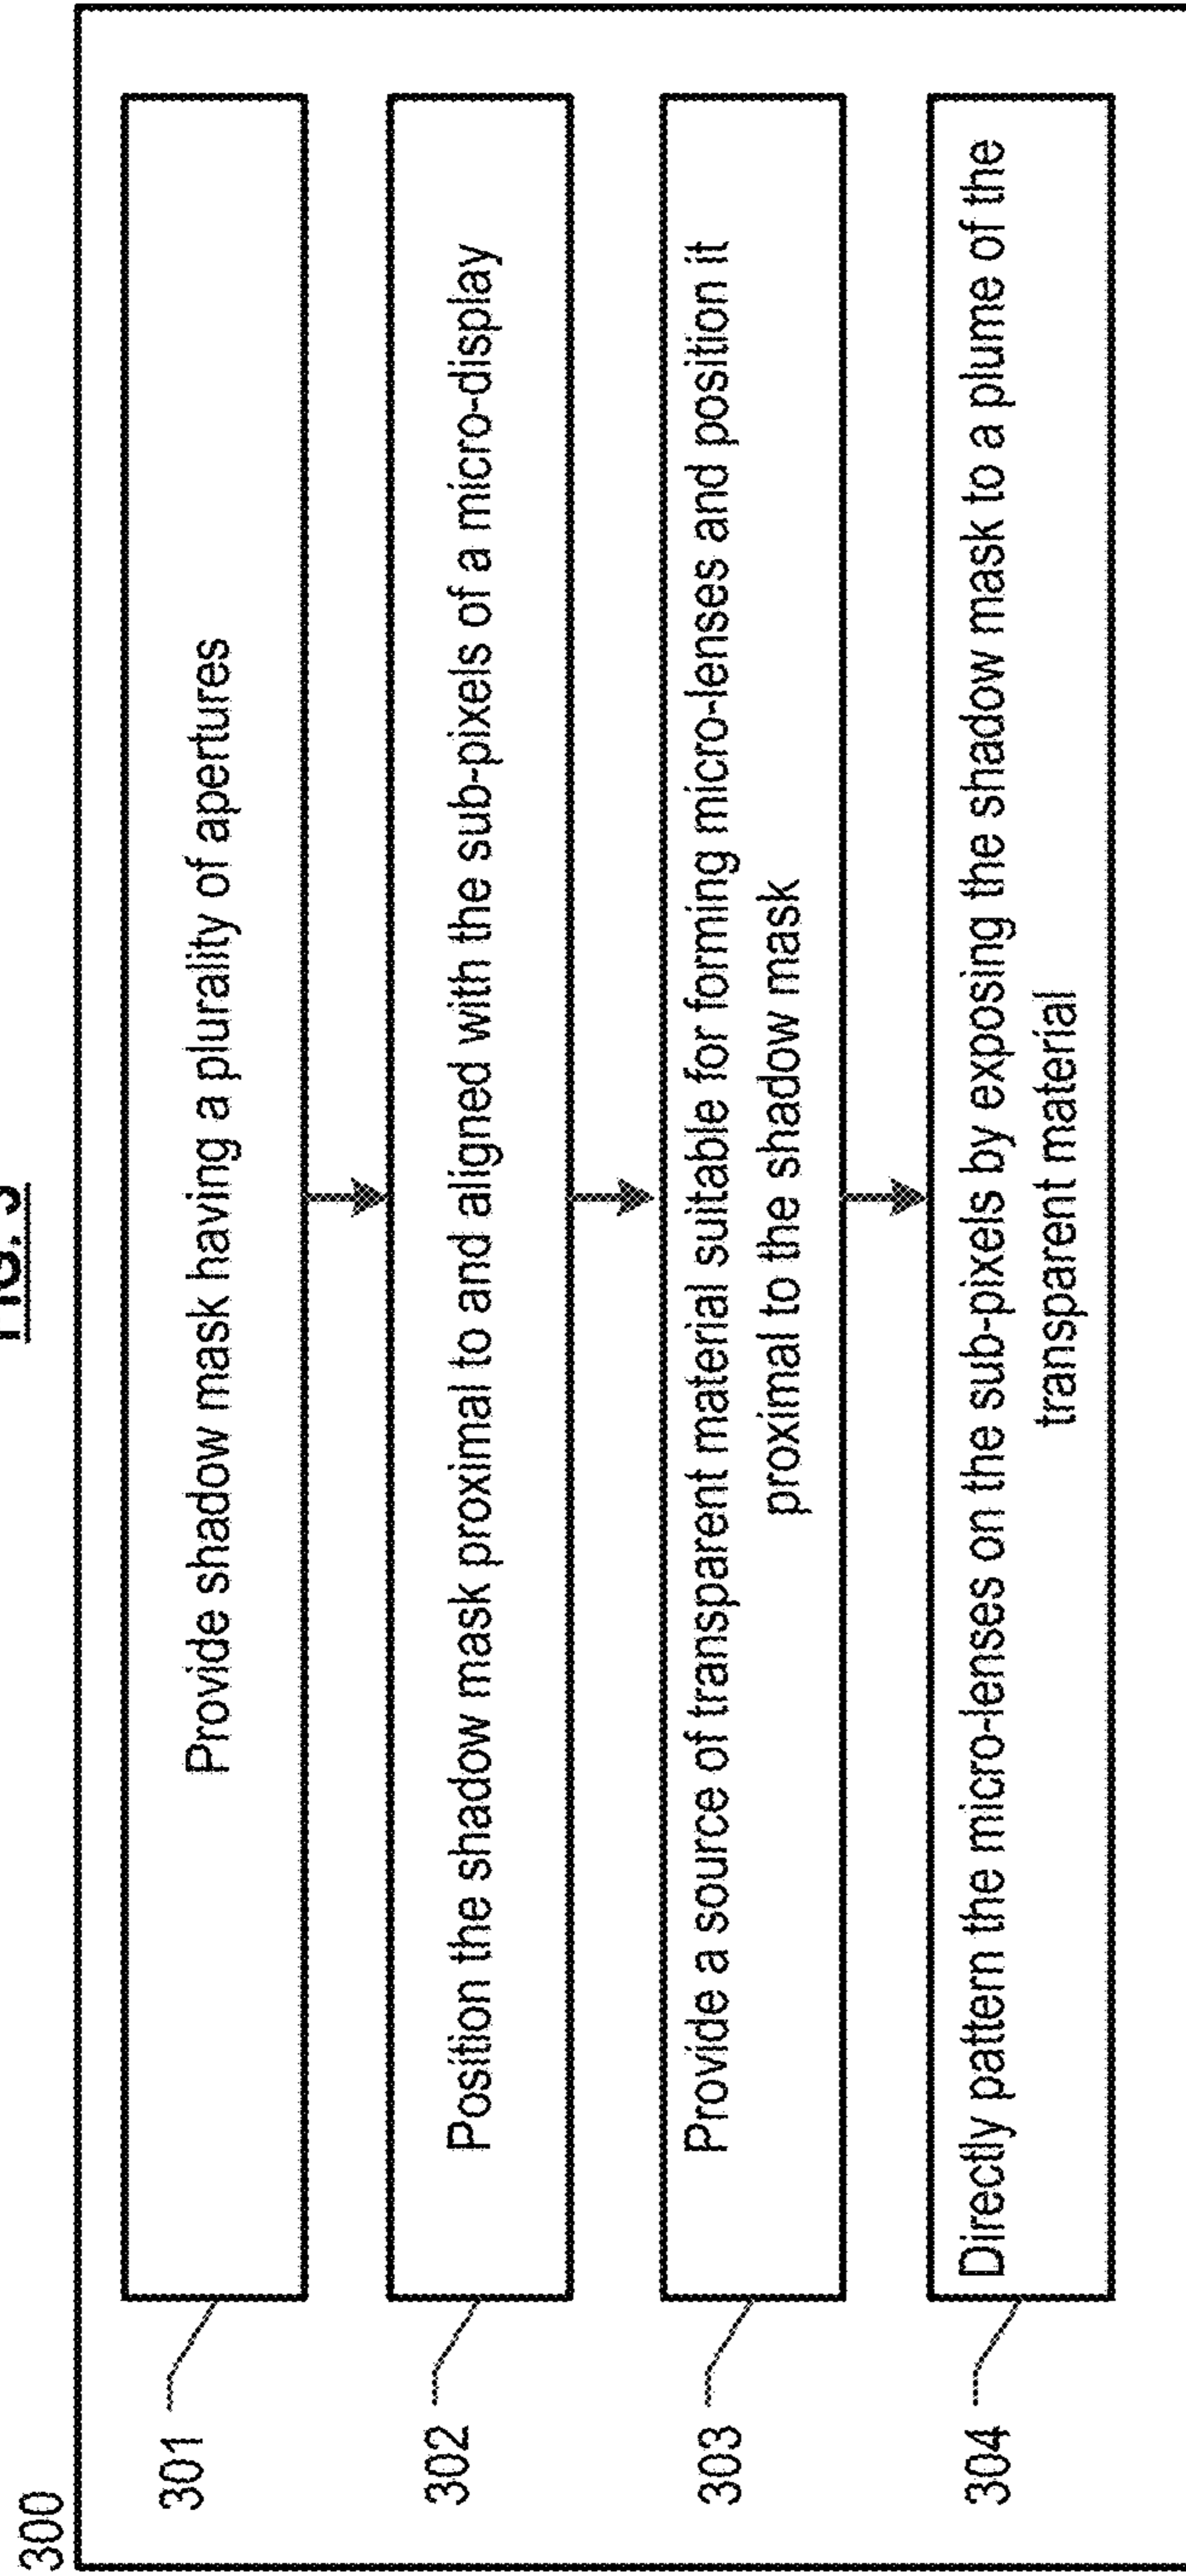 FIG. 3
300
301
Provide shadow mask having a plurality of apertures
302
Position the shadow mask proximal to and aligned with the sub-pixels of a micro-display
303
Provide a source of transparent material suitable for forming micro-lenses and position it
proximal to the shadow mask
304
Directly pattern the micro-lenses on the sub-pixels by exposing the shadow mask to a plume of the
transparent material